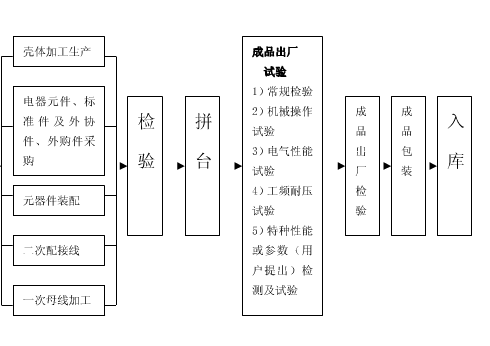 壳体加工生产
电器元件、标
准件及外协
件、外购件采
购
元器件装配
二次配接线
一次母线加工
检
验
拼
台
成品出厂
试验
1）常规检验
2）机械操作
试验
3）电气性能
试验
4）工频耐压
试验
5）特种性能
或参数（用
户提出）检
测及试验
成
品
出
厂
检
验
成
品
包
装
入
库